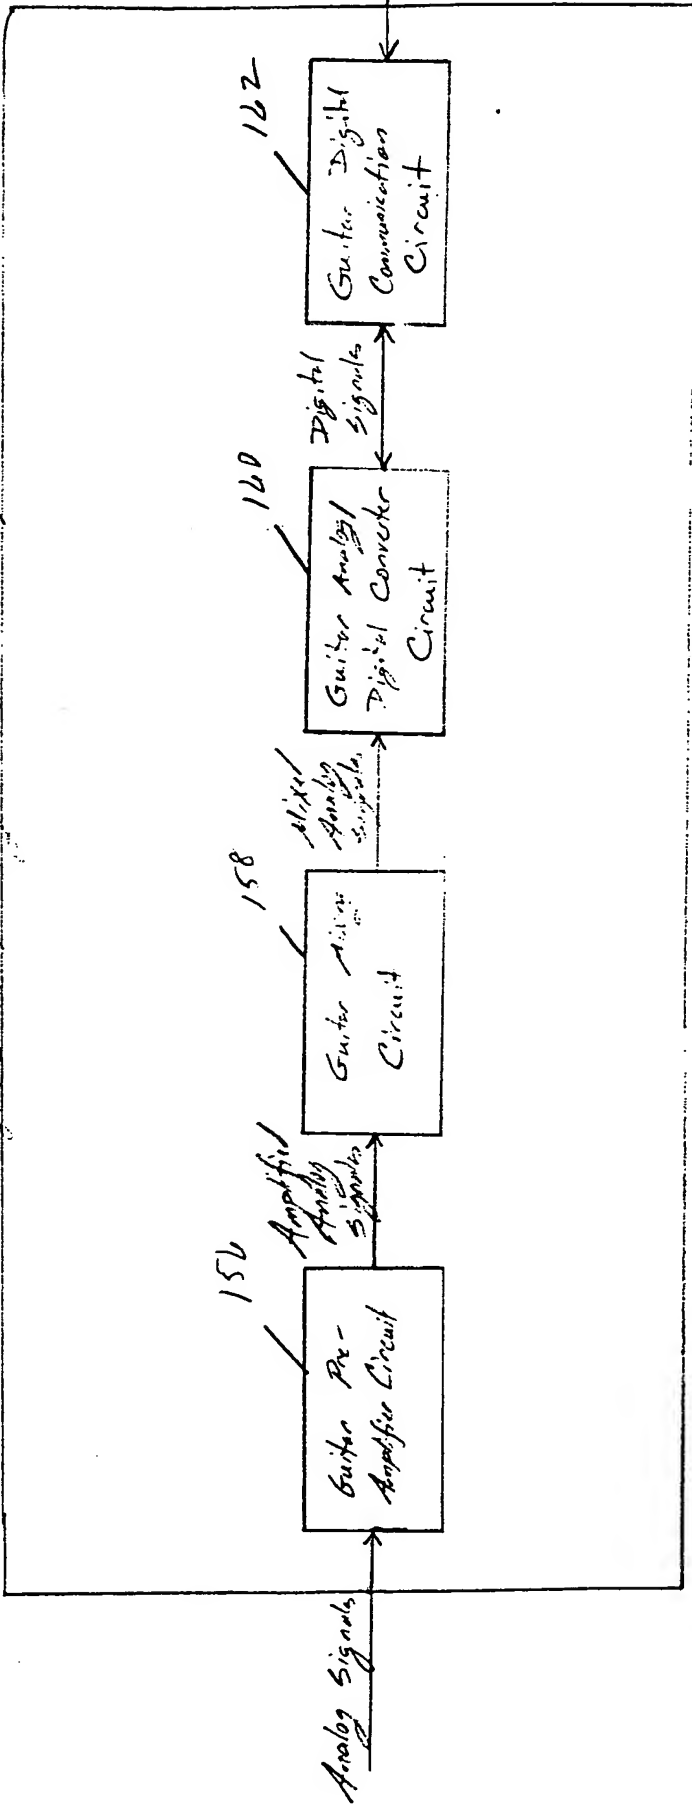 Analog Signals
156
Guitar Pre-
Amplifier Circuit
Amplified
Analog
Signals
158
Guitar Mixing
Circuit
Mixed
Analog
Signals
160
Guitar Analog/
Digital Converter
Circuit
Digital
Signals
162
Guitar Digital
Communication
Circuit